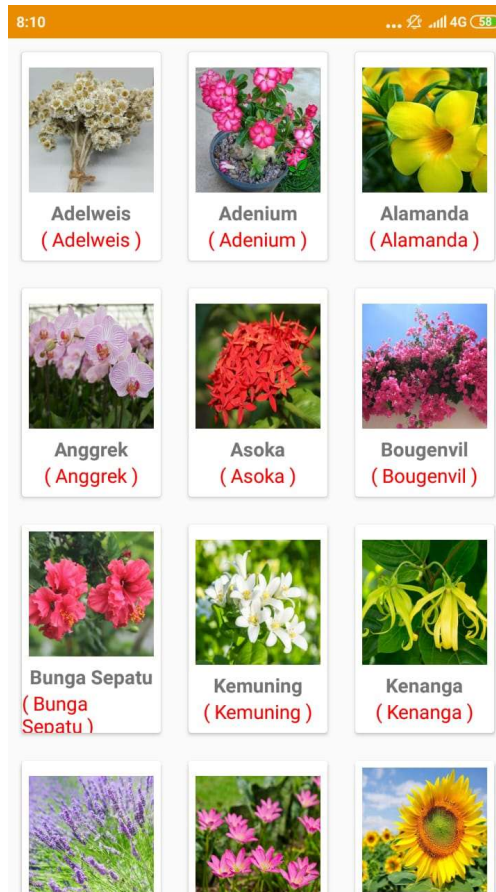 8:10
... 4G 58
Adelweis
( Adelweis )
Adenium
( Adenium )
Alamanda
( Alamanda )
Anggrek
( Anggrek )
Asoka
( Asoka )
Bougenvil
( Bougenvil )
Bunga Sepatu
( Bunga
Sepatu )
Kemuning
( Kemuning )
Kenanga
( Kenanga )